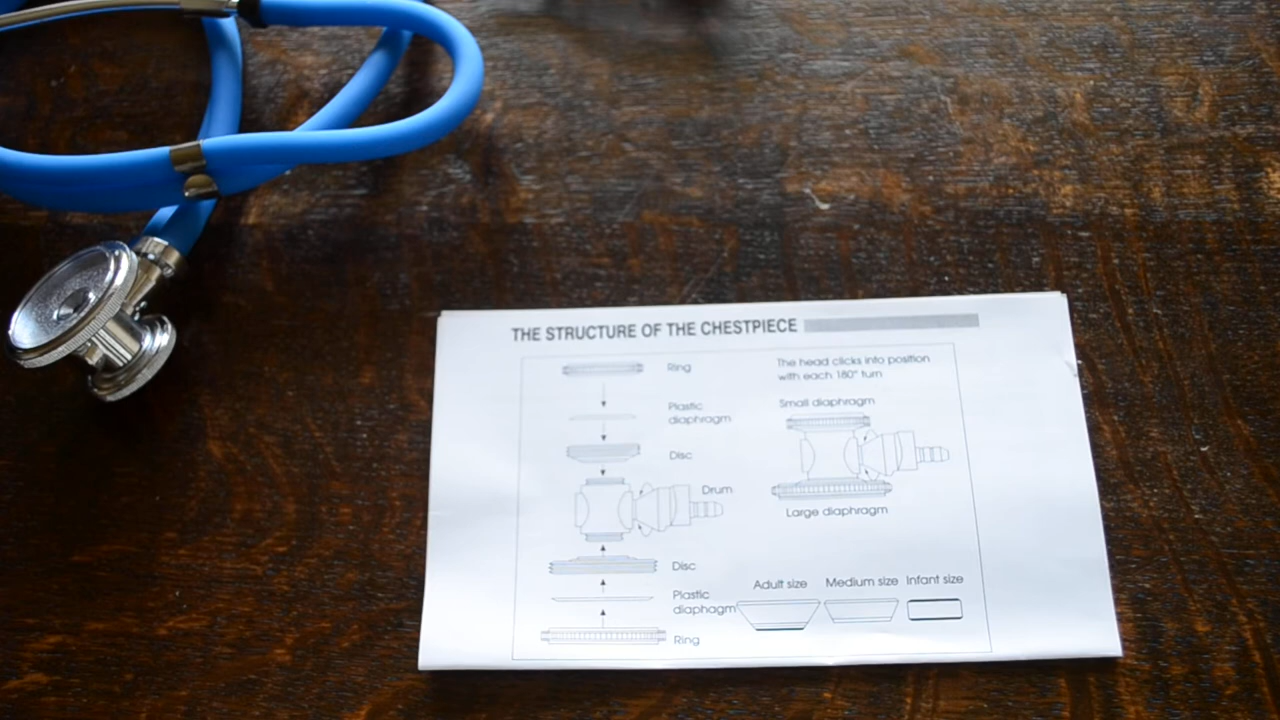 THE STRUCTURE OF THE CHESTPIECE
Ring
Plastic
diaphragm
Disc
Drum
Disc
Plastic
diaphagm
Ring
The head clicks into position
with each 180° turn
Small diaphragm
Large diaphragm
Adult size
Medium size
Infant size